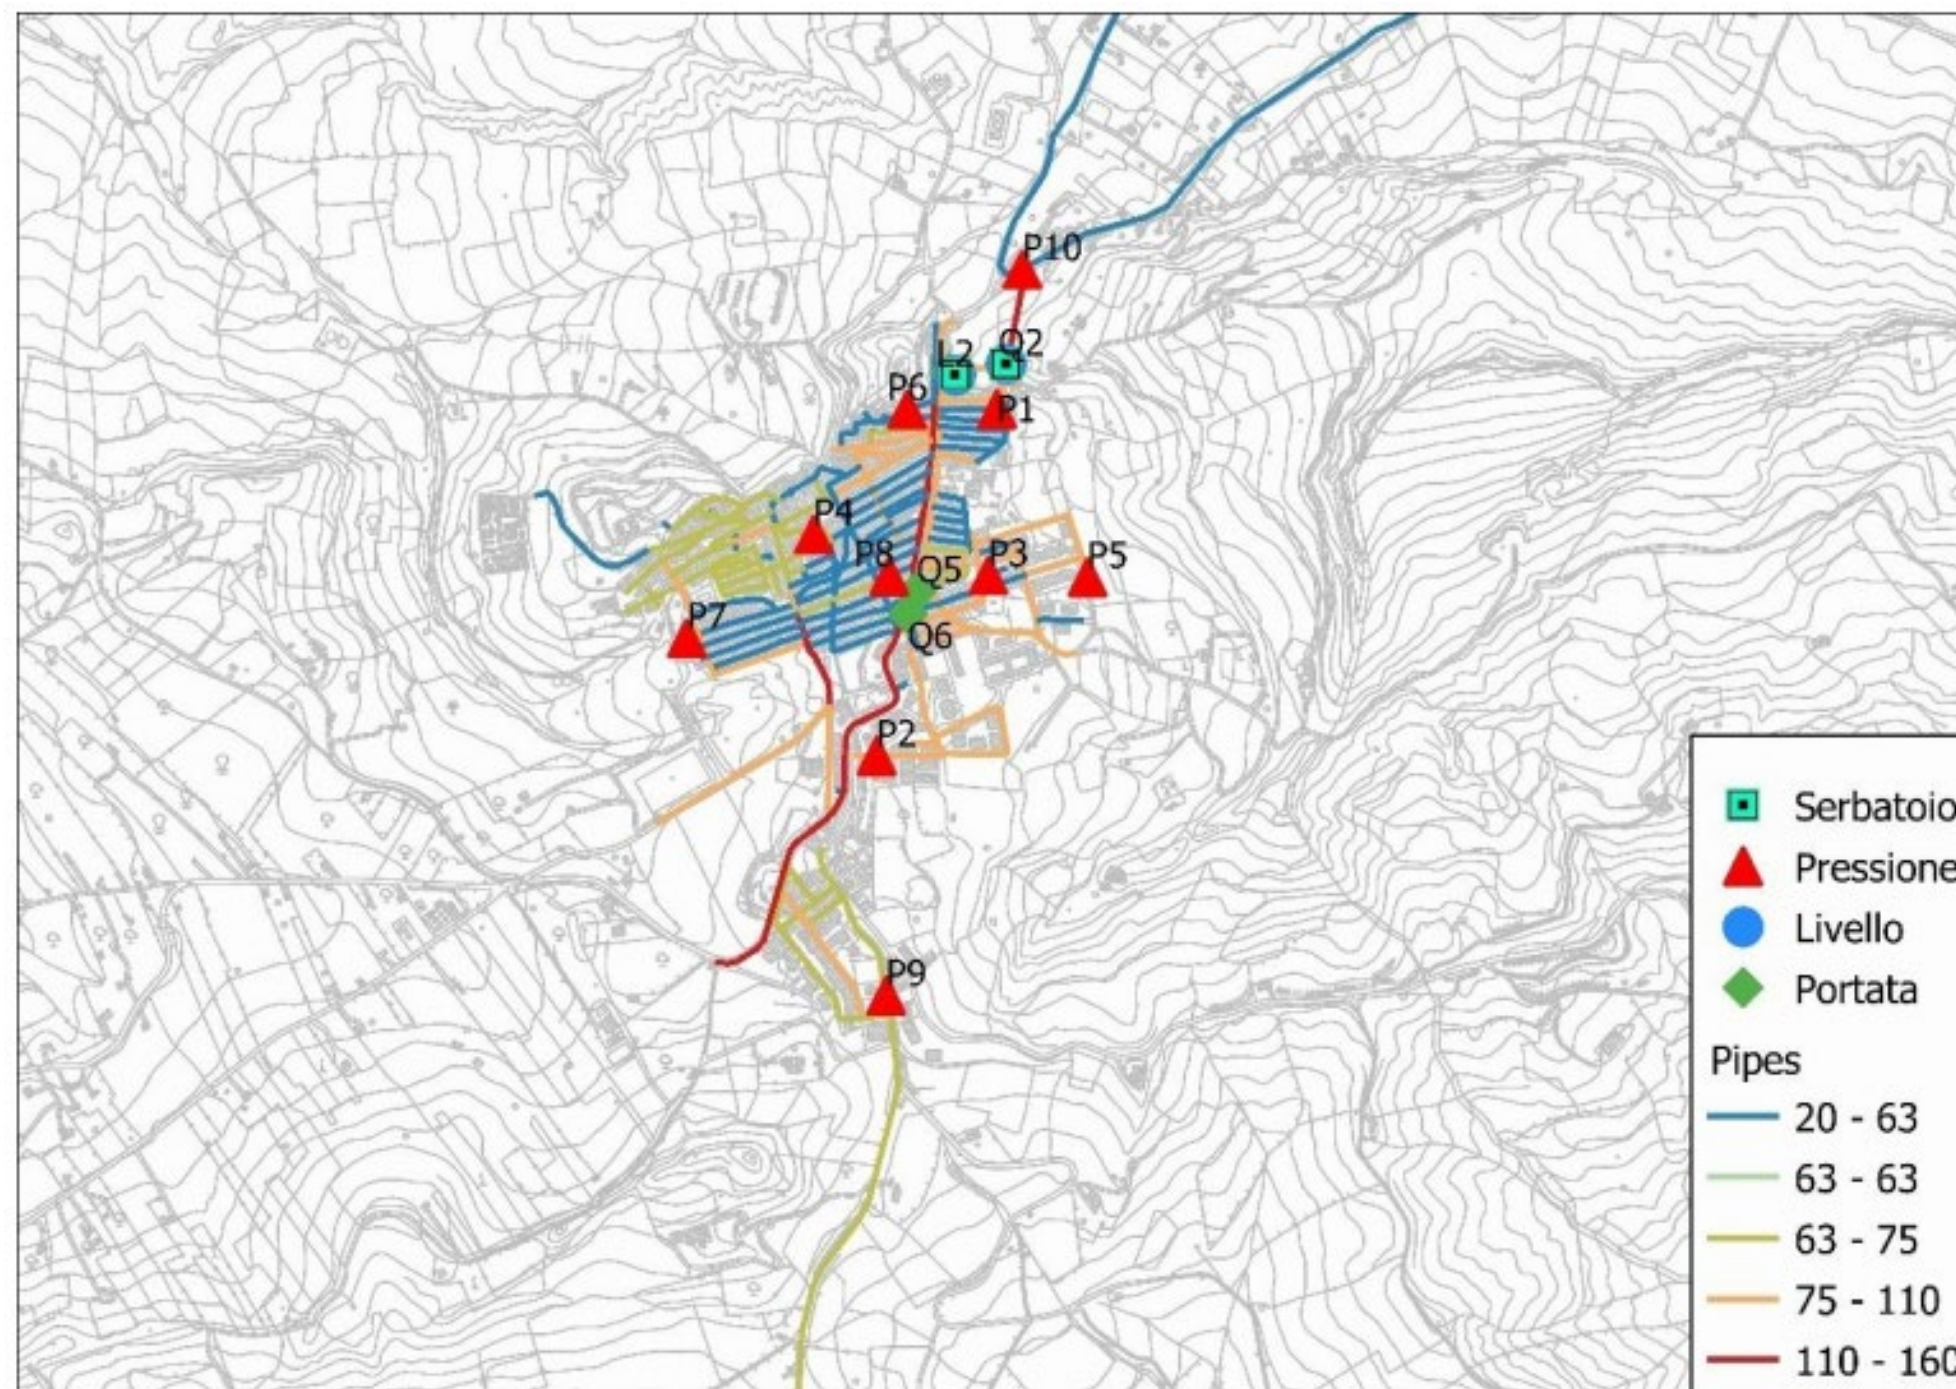 P10
L2
Q2
P6
P1
P4
P8
Q5
P3
P5
P7
Q6
P2
P9
Serbatoio
Pressione
Livello
Portata
Pipes
20 - 63
63 - 63
63 - 75
75 - 110
110 - 160